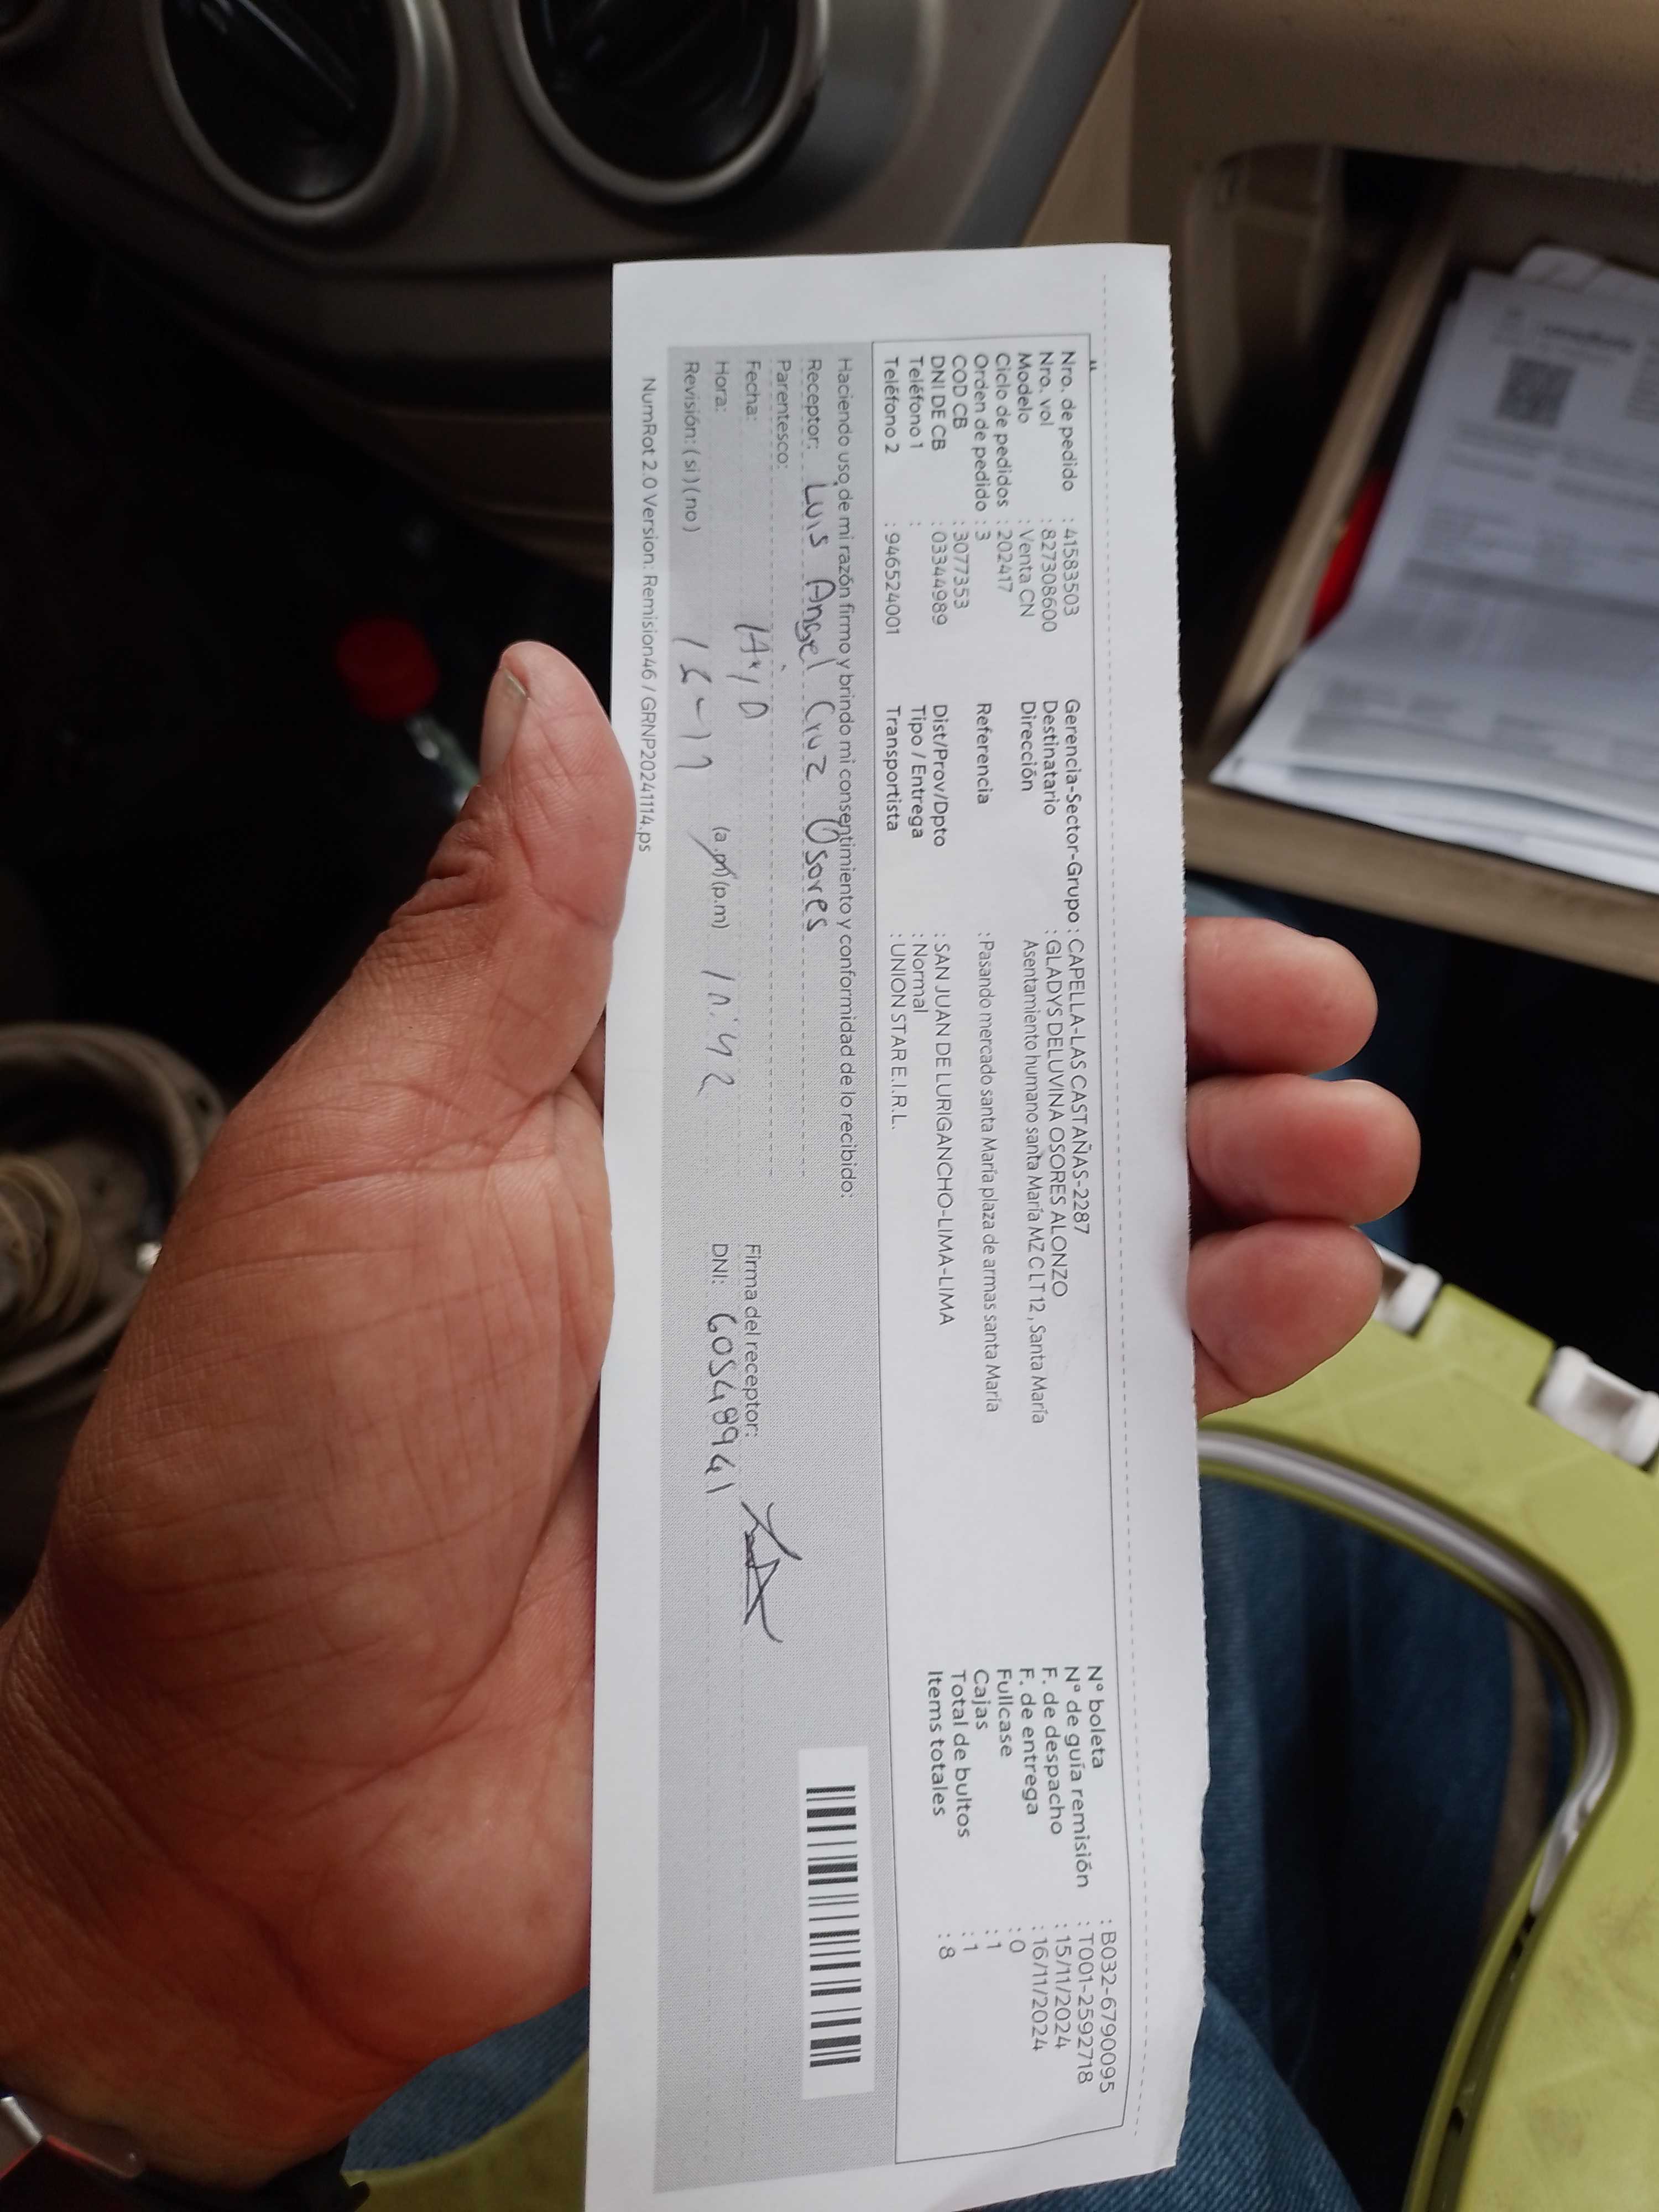 Nro. de pedido : 41583503
Nro. vol : 827308600
Modelo : Venta CN
Ciclo de pedidos : 202417
Orden de pedido : 3
COD CB : 3077353
DNI DE CB : 03344989
Teléfono 1 :
Teléfono 2 : 946524001
Gerencia-Sector-Grupo : CAPELLA-LAS CASTAÑAS-2287
Destinatario : GLADYS DELUVINA OSORES ALONZO
Dirección Asentamiento humano santa María MZ C LT 12 , Santa María
Referencia : Pasando mercado santa María plaza de armas santa María
Dist/Prov/Dpto : SAN JUAN DE LURIGANCHO-LIMA-LIMA
Tipo / Entrega : Normal
Transportista : UNION STAR E.I.R.L.
N° boleta : B032-6790095
N° de guía remisión : T001-2592718
F. de despacho : 15/11/2024
F. de entrega : 16/11/2024
Fullcase : 0
Cajas : 1
Total de bultos : 1
Items totales : 8
Haciendo uso de mi razón firmo y brindo mi consentimiento y conformidad de lo recibido:
Receptor: Luis Angel Cruz Osores
Parentesco:
Fecha:
Hora: (a.m) (p.m)
Revisión: ( si ) ( no )
Firma del receptor:
DNI: 60548941
NumRot 2.0 Version: Remision46 / GRNP20241114.ps